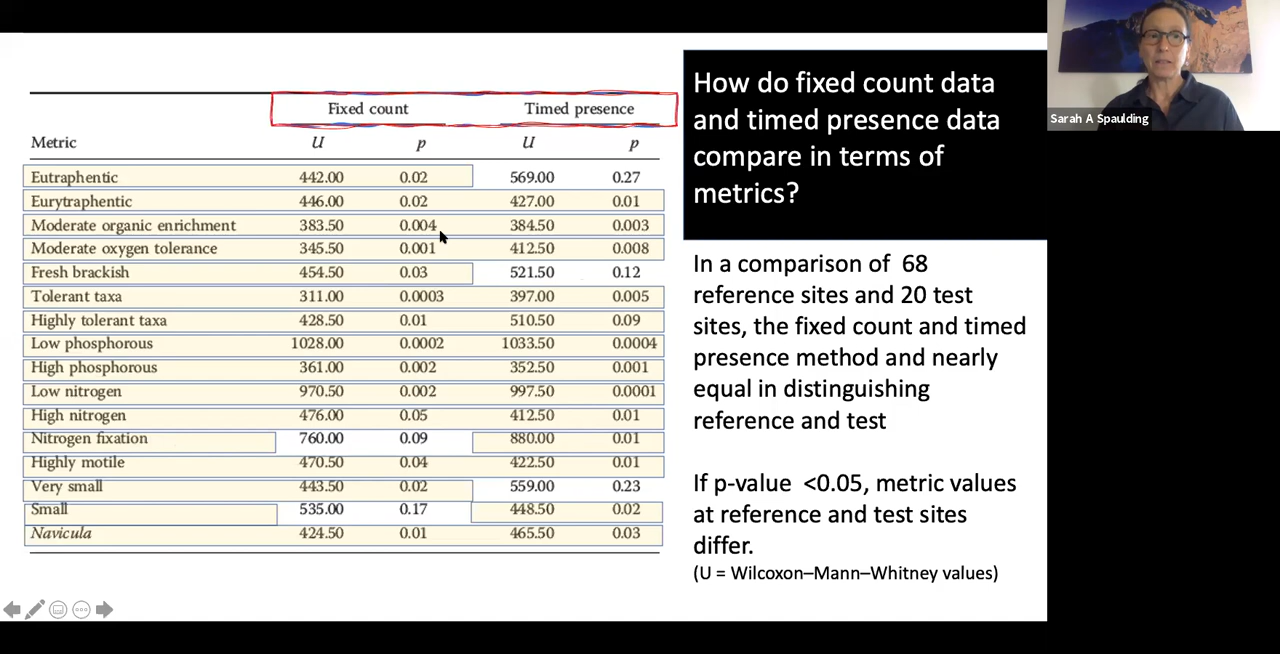 Fixed count Timed presence
Metric U p U p
Eutraphentic 442.00 0.02 569.00 0.27
Eurytraphentic 446.00 0.02 427.00 0.01
Moderate organic enrichment 383.50 0.004 384.50 0.003
Moderate oxygen tolerance 345.50 0.001 412.50 0.008
Fresh brackish 454.50 0.03 521.50 0.12
Tolerant taxa 311.00 0.0003 397.00 0.005
Highly tolerant taxa 428.50 0.01 510.50 0.09
Low phosphorous 1028.00 0.0002 1033.50 0.0004
High phosphorous 361.00 0.002 352.50 0.001
Low nitrogen 970.50 0.002 997.50 0.0001
High nitrogen 476.00 0.05 412.50 0.01
Nitrogen fixation 760.00 0.09 880.00 0.01
Highly motile 470.50 0.04 422.50 0.01
Very small 443.50 0.02 559.00 0.23
Small 535.00 0.17 448.50 0.02
Navicula 424.50 0.01 465.50 0.03
How do fixed count data
and timed presence data
compare in terms of
metrics?
In a comparison of 68
reference sites and 20 test
sites, the fixed count and timed
presence method and nearly
equal in distinguishing
reference and test
If p-value <0.05, metric values
at reference and test sites
differ.
(U = Wilcoxon–Mann–Whitney values)
Sarah A Spaulding